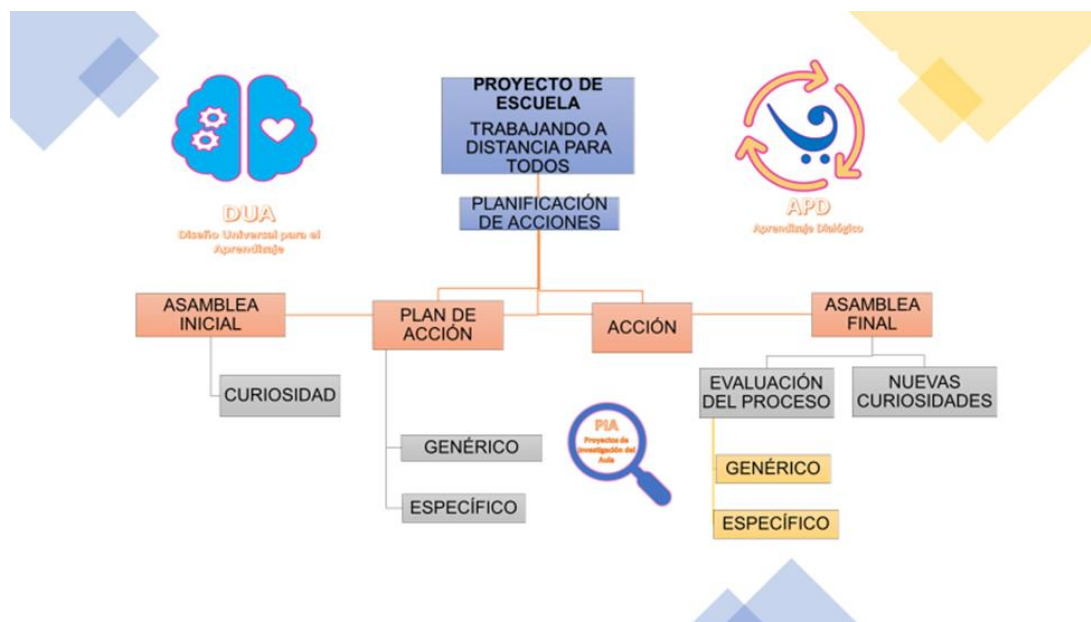 PROYECTO DE
ESCUELA
TRABAJANDO A
DISTANCIA PARA
TODOS
DUA
Diseño Universal para el
Aprendizaje
APD
Aprendizaje Dialógico
PLANIFICACIÓN
DE ACCIONES
ASAMBLEA
INICIAL
PLAN DE
ACCIÓN
ACCIÓN
ASAMBLEA
FINAL
CURIOSIDAD
GENÉRICO
ESPECÍFICO
PIA
Proyectos de
Investigación del
Aula
EVALUACIÓN
DEL PROCESO
NUEVAS
CURIOSIDADES
GENÉRICO
ESPECÍFICO